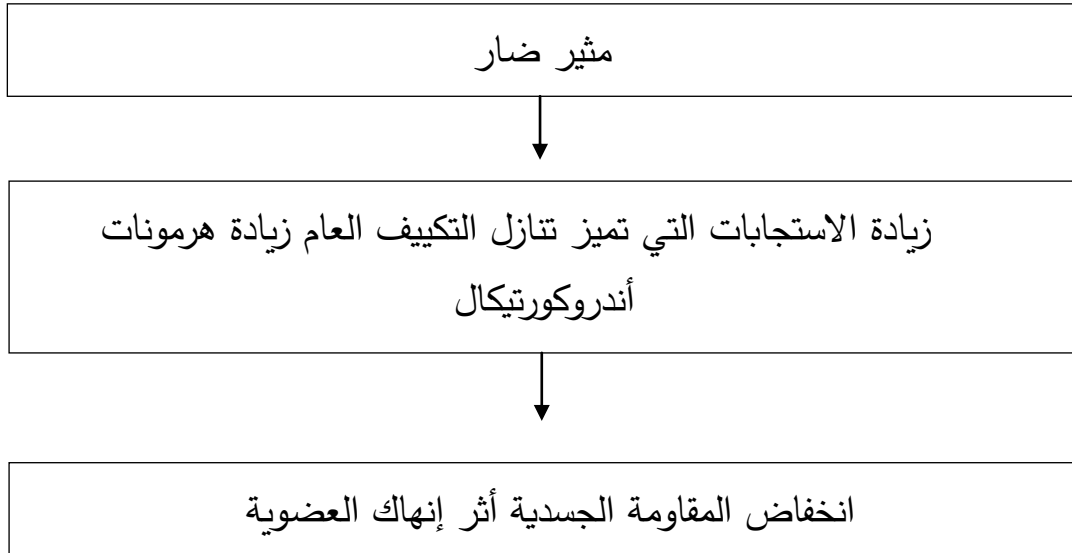 مثير ضار
زيادة الاستجابات التي تميز تنازل التكييف العام زيادة هرمونات
أندروكورتيكال
انخفاض المقاومة الجسدية أثر إنهاك العضوية